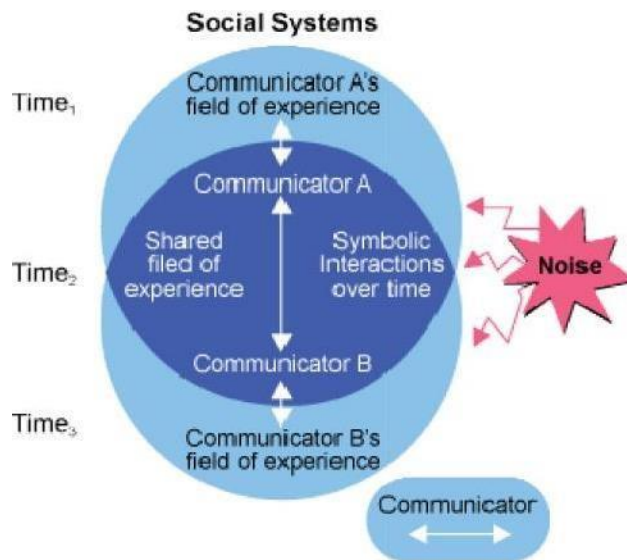 Social Systems
Time₁
Communicator A's
field of experience
Communicator A
Time₂
Shared
filed of
experience
Symbolic
Interactions
over time
Noise
Communicator B
Time₃
Communicator B's
field of experience
Communicator